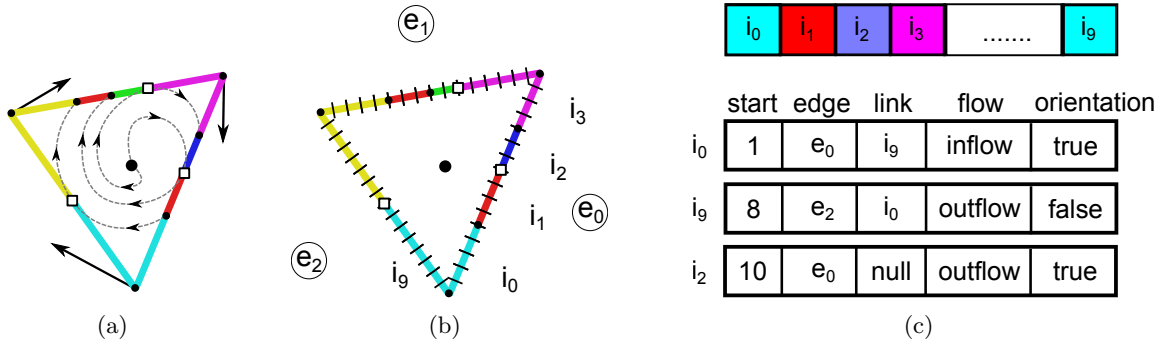 e1
i3
i2
e0
i1
e2
i9
i0
i0 i1 i2 i3 ....... i9
start edge link flow orientation
i0 1 e0 i9 inflow true
i9 8 e2 i0 outflow false
i2 10 e0 null outflow true
(a) (b) (c)